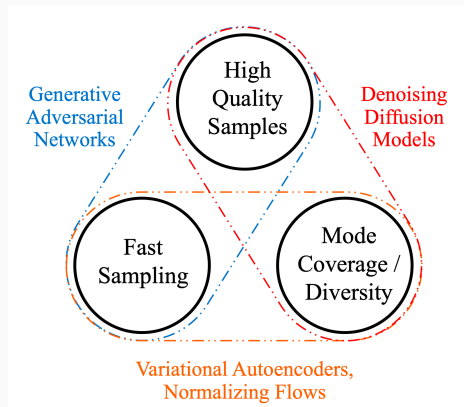 High
Quality
Samples
Generative
Adversarial
Networks
Denoising
Diffusion
Models
Fast
Sampling
Mode
Coverage /
Diversity
Variational Autoencoders,
Normalizing Flows